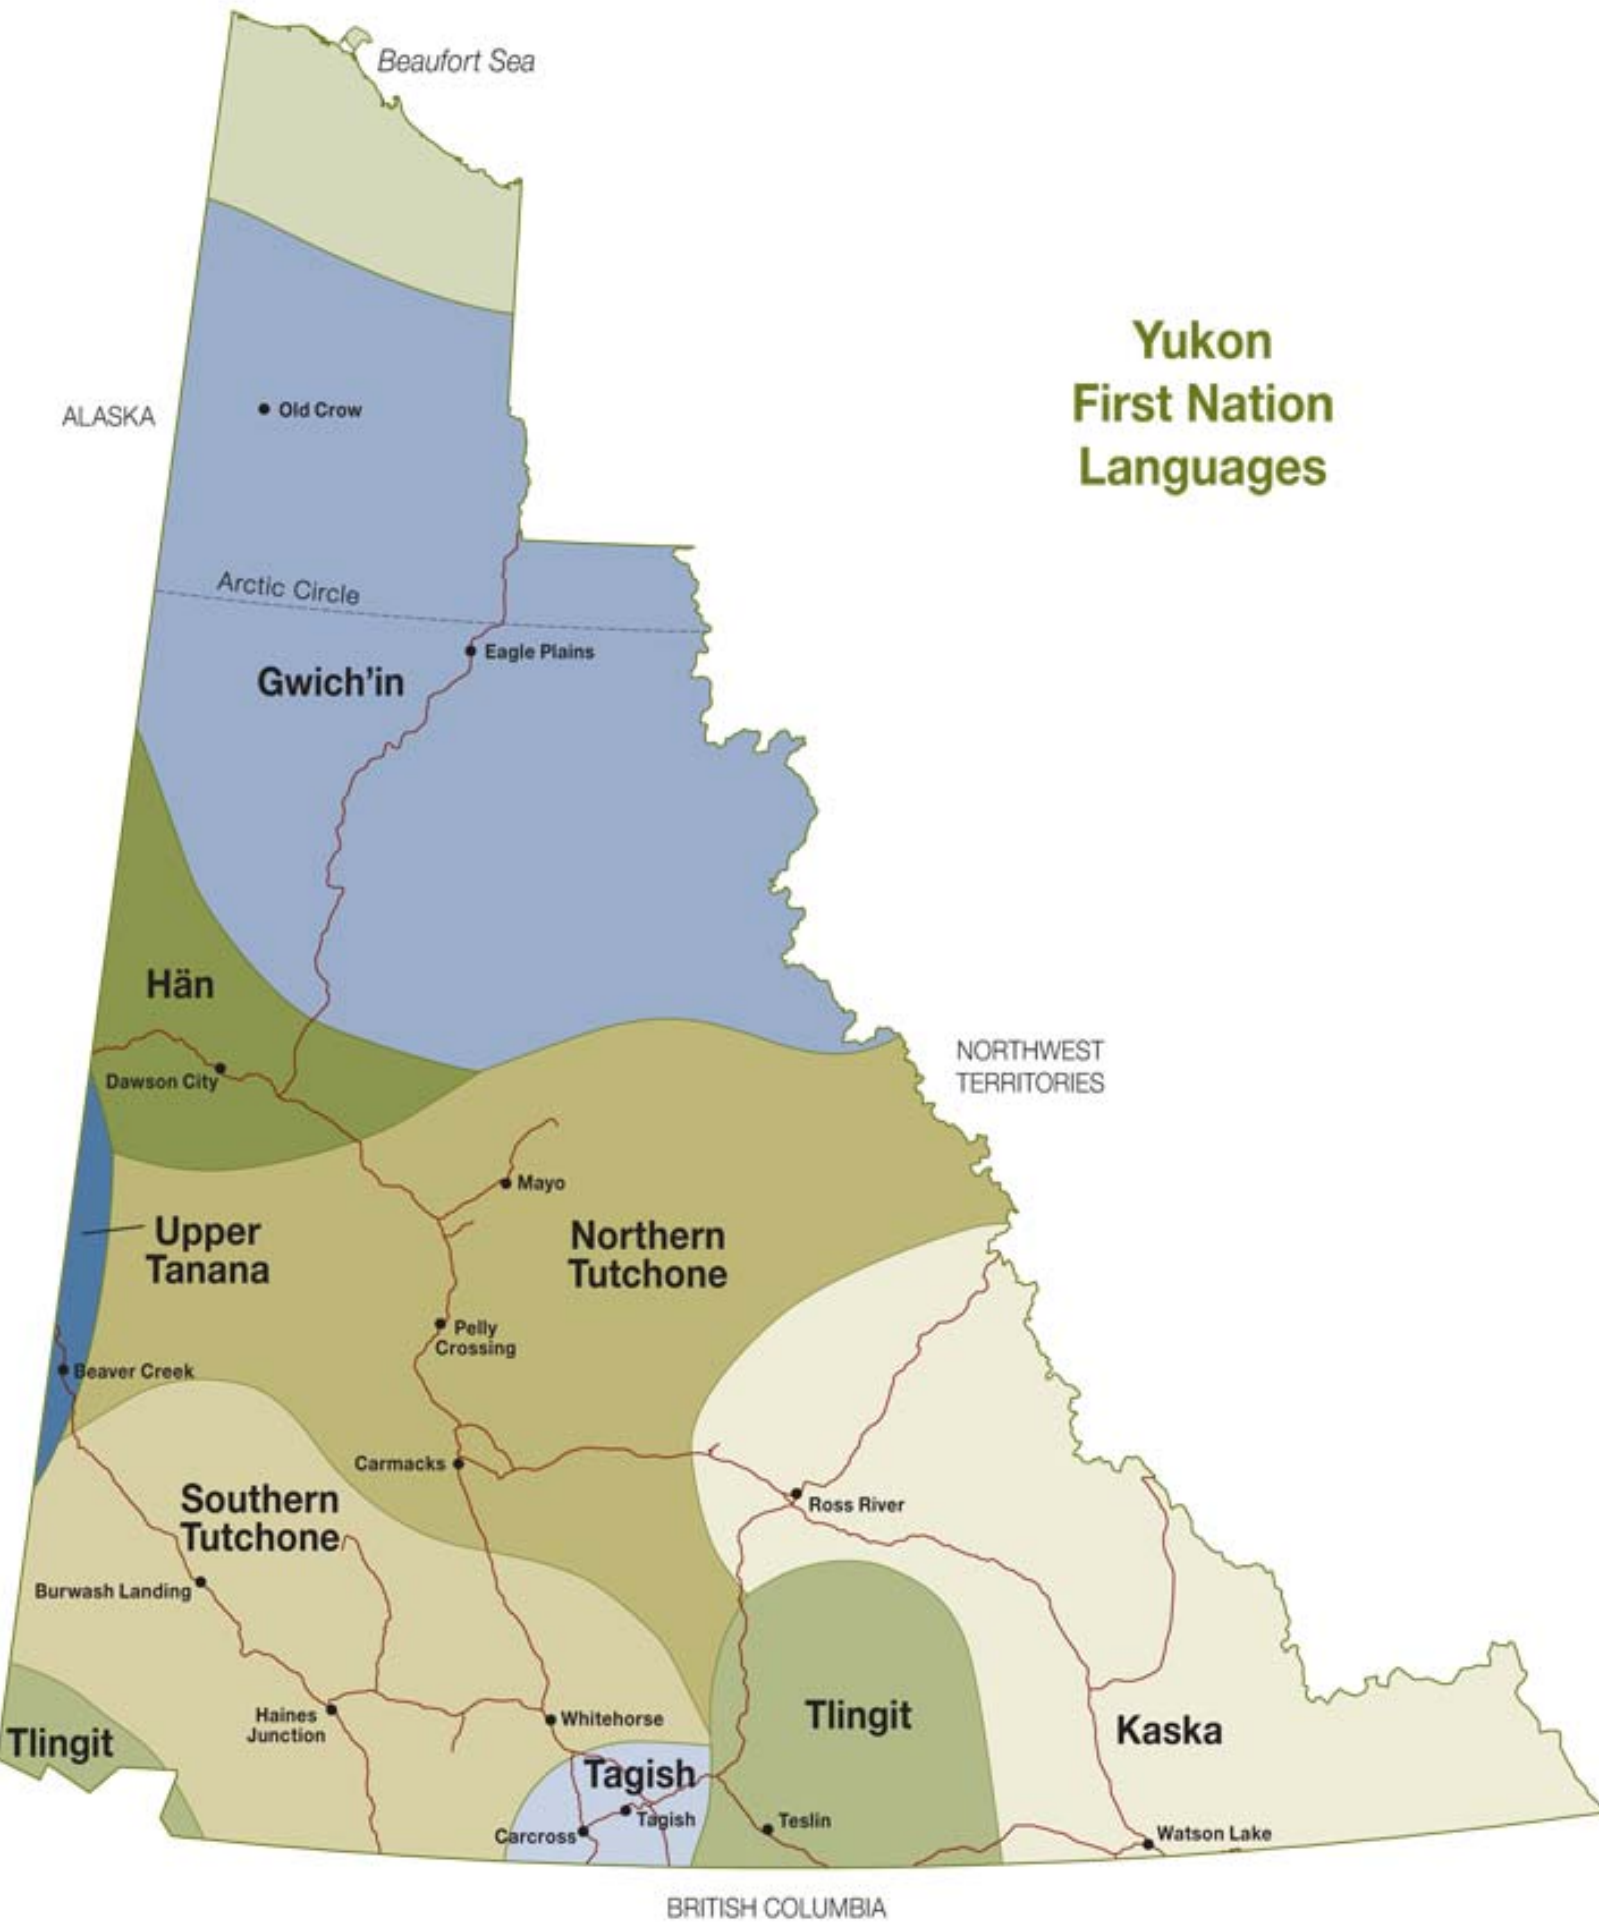 Beaufort Sea
Yukon
First Nation
Languages
ALASKA
Old Crow
Arctic Circle
Eagle Plains
Gwich'in
Hän
Dawson City
NORTHWEST
TERRITORIES
Mayo
Upper
Tanana
Northern
Tutchone
Pelly
Crossing
Beaver Creek
Carmacks
Southern
Tutchone
Ross River
Burwash Landing
Haines
Junction
Whitehorse
Tlingit
Tlingit
Kaska
Tagish
Tagish
Carcross
Teslin
Watson Lake
BRITISH COLUMBIA